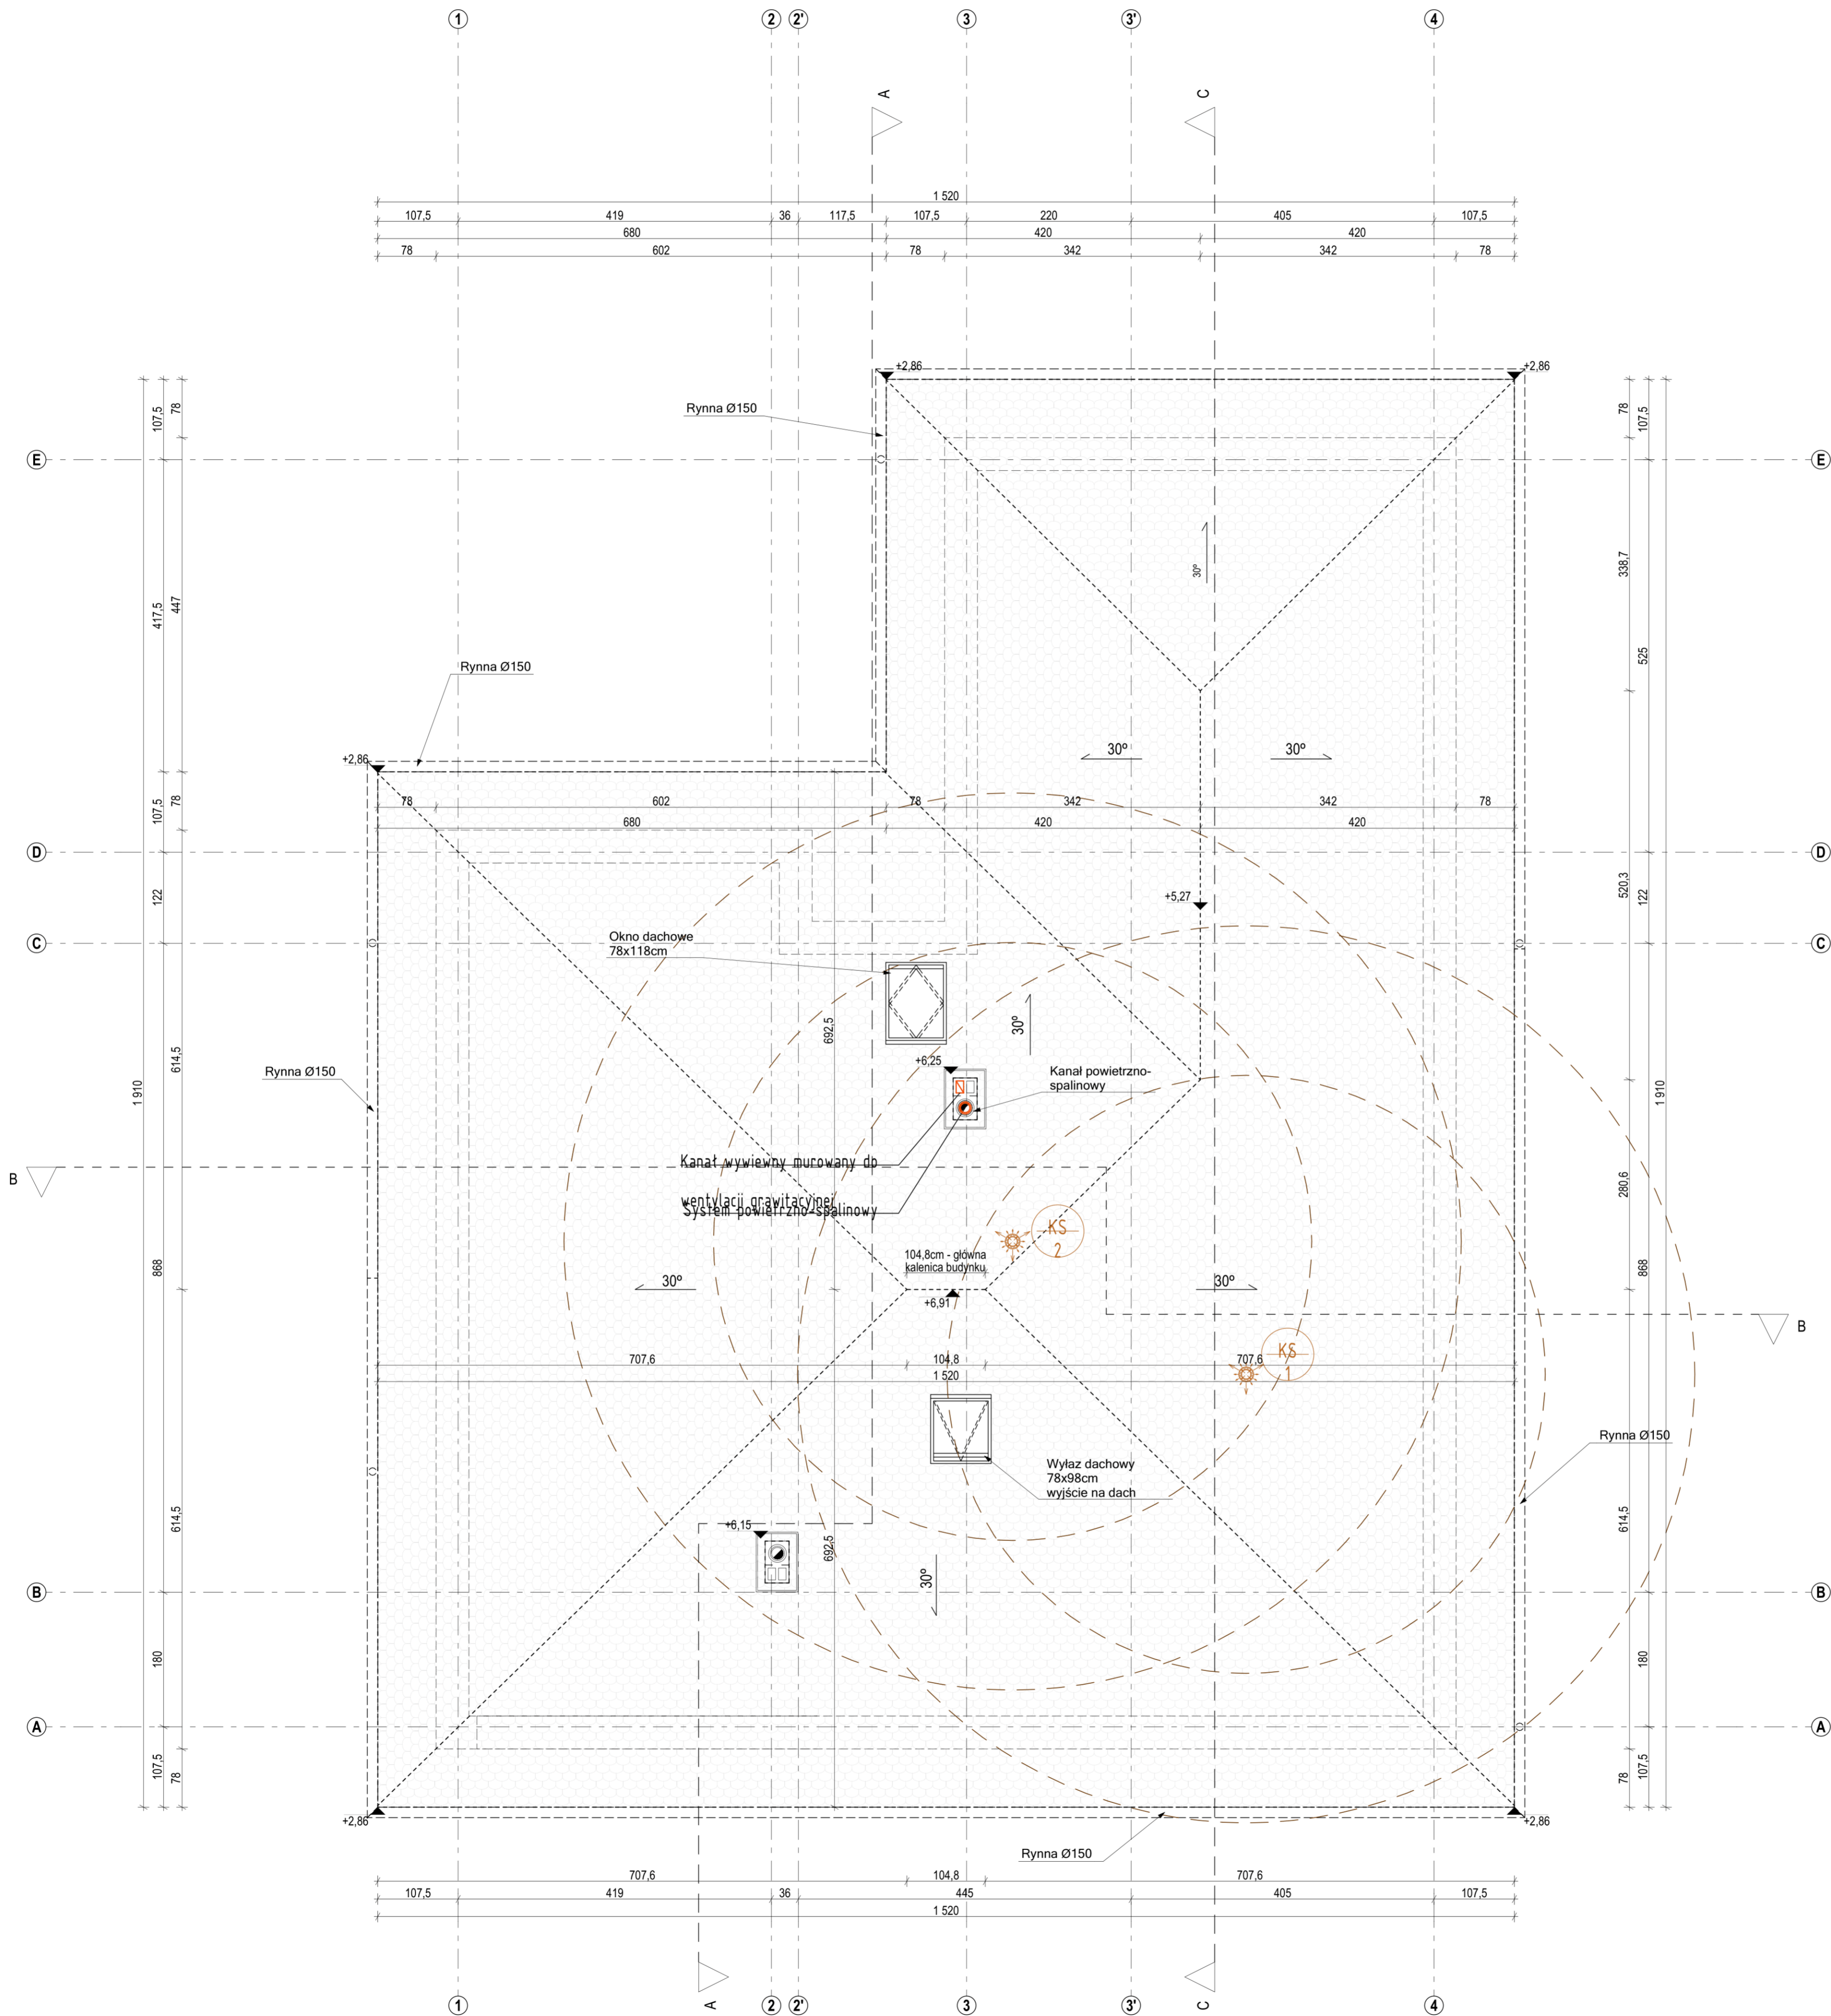 1 2 2' 3 3' 4
A C
1 520
107,5 419 36 117,5 107,5 220 405 107,5
680 420 420
78 602 78 342 342 78
+2,86 +2,86
Rynna Ø150
78 107,5 107,5 78
E E
30º
338,7
417,5 447 525
Rynna Ø150
30º 30º
+2,86
78 107,5
78 602 78 342 342 78
680 420 420
D D
122 520,3 122
+5,27
Okno dachowe
78x118cm
C C
30º
692,5
614,5
+6,25
Rynna Ø150
Kanał powietrzno-
spalinowy
1 910 1 910
Kanał wywiewny murowany do
wentylacji grawitacyjnej
System powietrzno-spalinowy
B
280,6
KS
2
104,8cm - główna
kalenica budynku
868 868
30º 30º
+6,91
B
KS
1
707,6 104,8 707,6
1 520
Rynna Ø150
Wyłaz dachowy
78x98cm
wyjście na dach
614,5 614,5
+6,15
692,5
30º
B B
180 180
A A
107,5 78 78 107,5
+2,86 +2,86
Rynna Ø150
707,6 104,8 707,6
107,5 419 36 445 405 107,5
1 520
A C
1 2 2' 3 3' 4